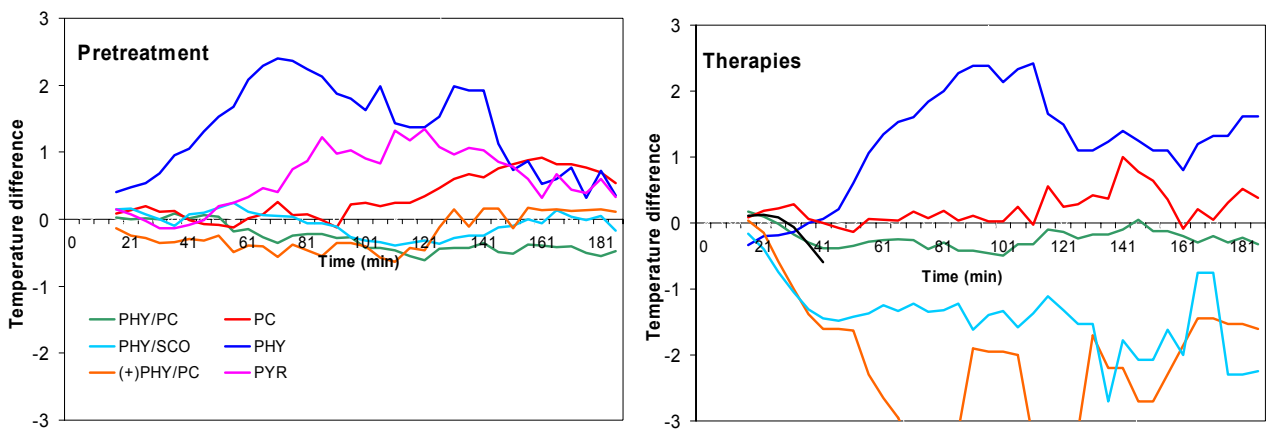 3
2
1
0
-1
-2
-3
Temperature difference
Pretreatment
0 21 41 61 81 101 121 141 161 181
Time (min)
PHY/PC PC
PHY/SCO PHY
(+)PHY/PC PYR
3
2
1
0
-1
-2
-3
Temperature difference
Therapies
0 21 41 61 81 101 121 141 161 181
Time (min)